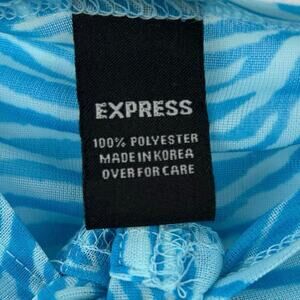 EXPRESS
100% POLYESTER
MADE IN KOREA
OVER FOR CARE